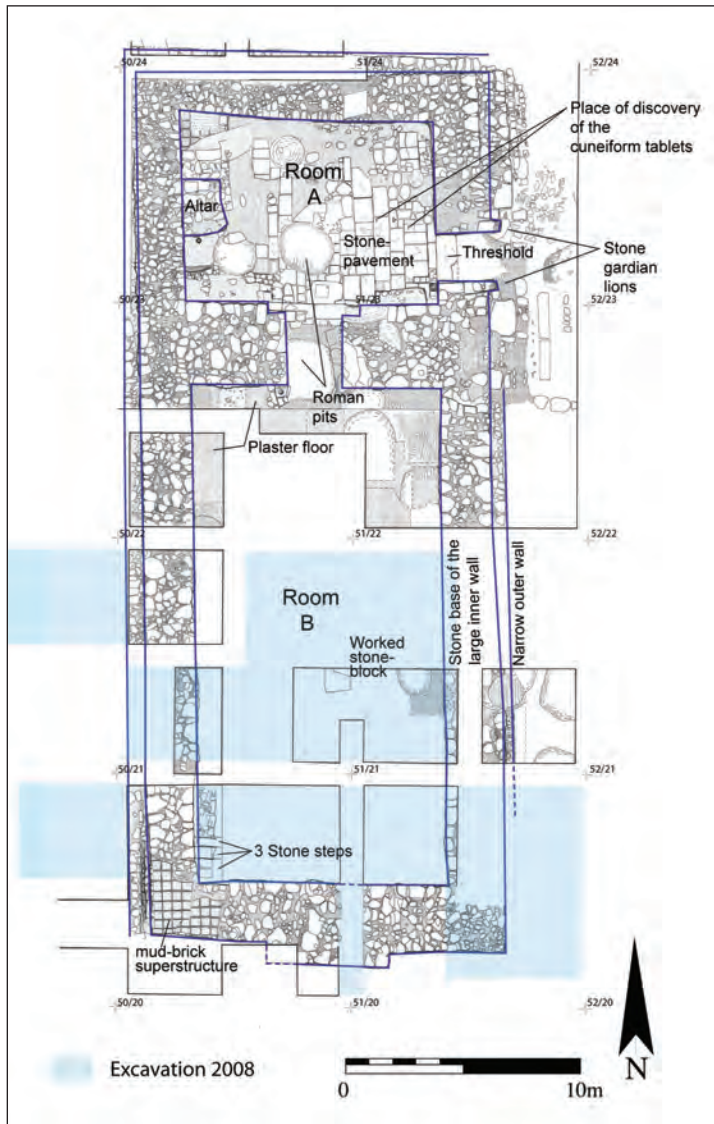 50/24
51/24
52/24
Place of discovery
of the
cuneiform tablets
Room
A
Altar
Stone-
pavement
Threshold
Stone
gardian
lions
50/23
51/23
52/23
Roman
pits
Plaster floor
50/22
51/22
52/22
Room
B
Stone base of the
large inner wall
Narrow outer wall
Worked
stone-
block
50/21
51/21
52/21
3 Stone steps
mud-brick
superstructure
50/20
51/20
52/20
Excavation 2008
0
10m
N